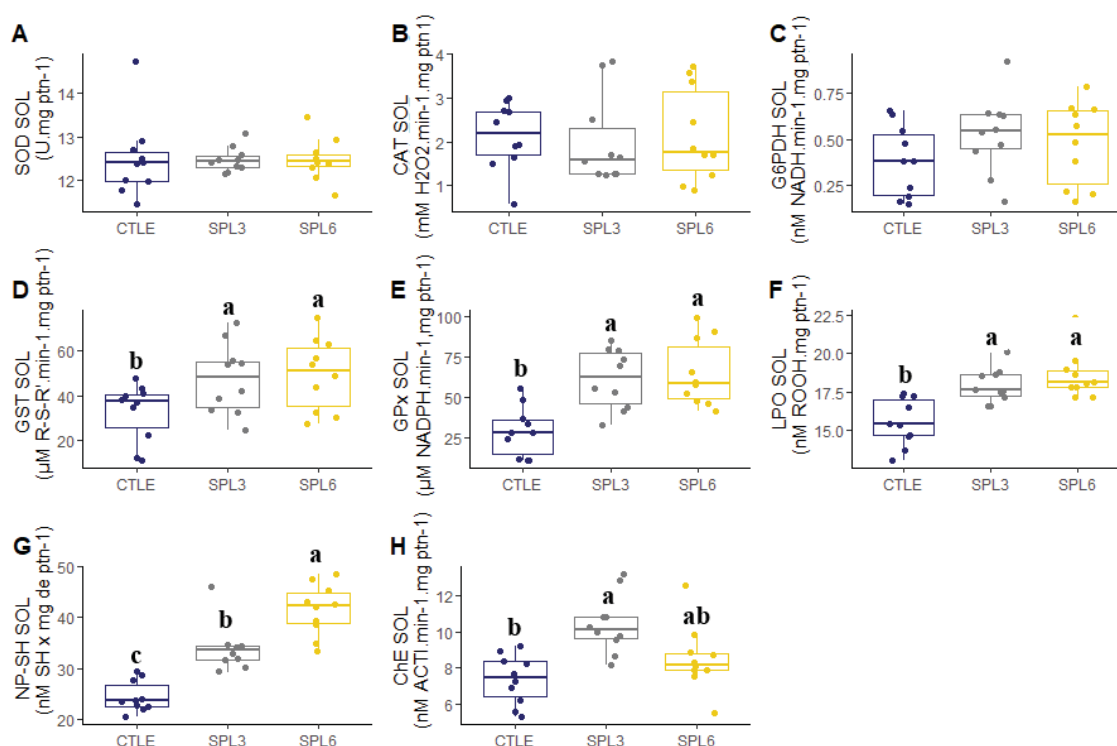 A
SOD SOL
(U.mg ptn-1)
14
13
12
CTLE SPL3 SPL6
B
CAT SOL
(mM H2O2.min-1.mg ptn1)
4
3
2
1
CTLE SPL3 SPL6
C
G6PDH SOL
(nM NADH.min-1.mg ptn-1)
0.75
0.50
0.25
CTLE SPL3 SPL6
D
GST SOL
(µM R-S-R'.min-1.mg ptn-1)
60
40
20
b a a
CTLE SPL3 SPL6
E
GPx SOL
(µM NADPH.min-1,mg ptn-1)
100
75
50
25
b a a
CTLE SPL3 SPL6
F
LPO SOL
(nM ROOH.mg ptn-1)
22.5
20.0
17.5
15.0
b a a
CTLE SPL3 SPL6
G
NP-SH SOL
(nM SH x mg de ptn-1)
50
40
30
20
c b a
CTLE SPL3 SPL6
H
ChE SOL
(nM ACTI.min-1.mg ptn-1)
12
10
8
6
b a ab
CTLE SPL3 SPL6